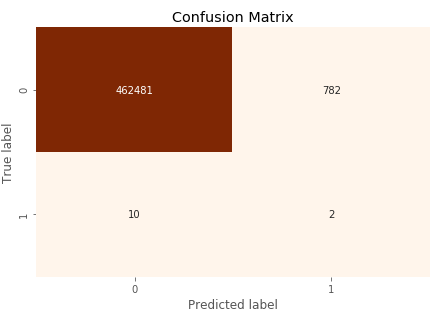 Confusion Matrix
0
462481
782
True label
1
10
2
0
1
Predicted label